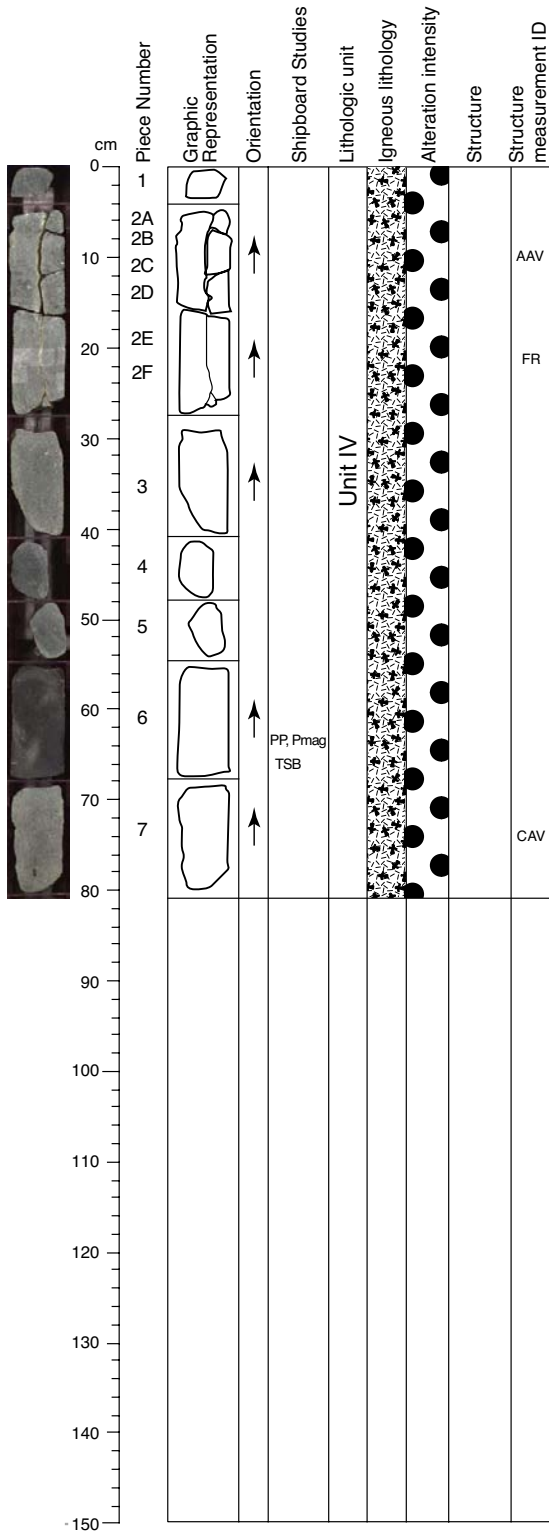 cm
Piece Number
Graphic
Representation
Orientation
Shipboard Studies
Lithologic unit
Igneous lithology
Alteration intensity
Structure
Structure
measurement ID
0
1
2A
2B
10
AAV
2C
2D
2E
20
FR
2F
30
Unit IV
3
40
4
50
5
60
6
PP, Pmag
TSB
70
7
CAV
80
90
100
110
120
130
140
150